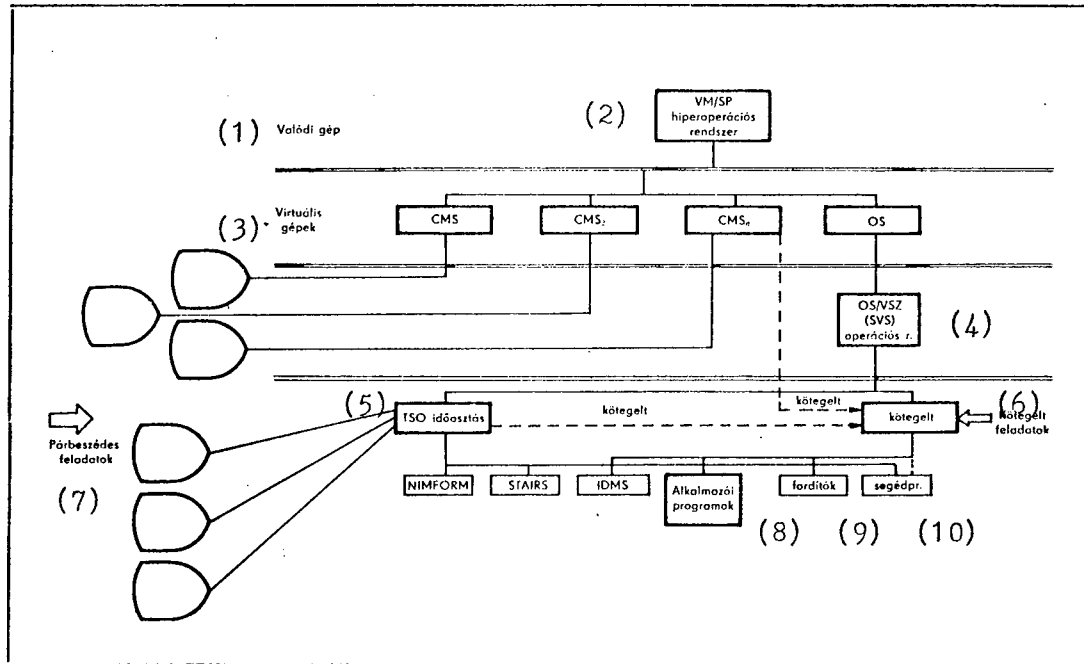 (1)
Valódi gép
(2)
VM/SP
hiperoperációs
rendszer
(3)
Virtuális
gépek
CMS
CMS₂
CMSₙ
OS
OS/VSZ
(SVS)
operációs r.
(4)
(5)
TSO időosztás
kötegelt
kötegelt
(6)
kötegelt
Kötegelt
feladatok
Párbeszédes
feladatok
(7)
NIMFORM
STAIRS
IDMS
Alkalmazói
programok
fordítók
segédpr.
(8)
(9)
(10)